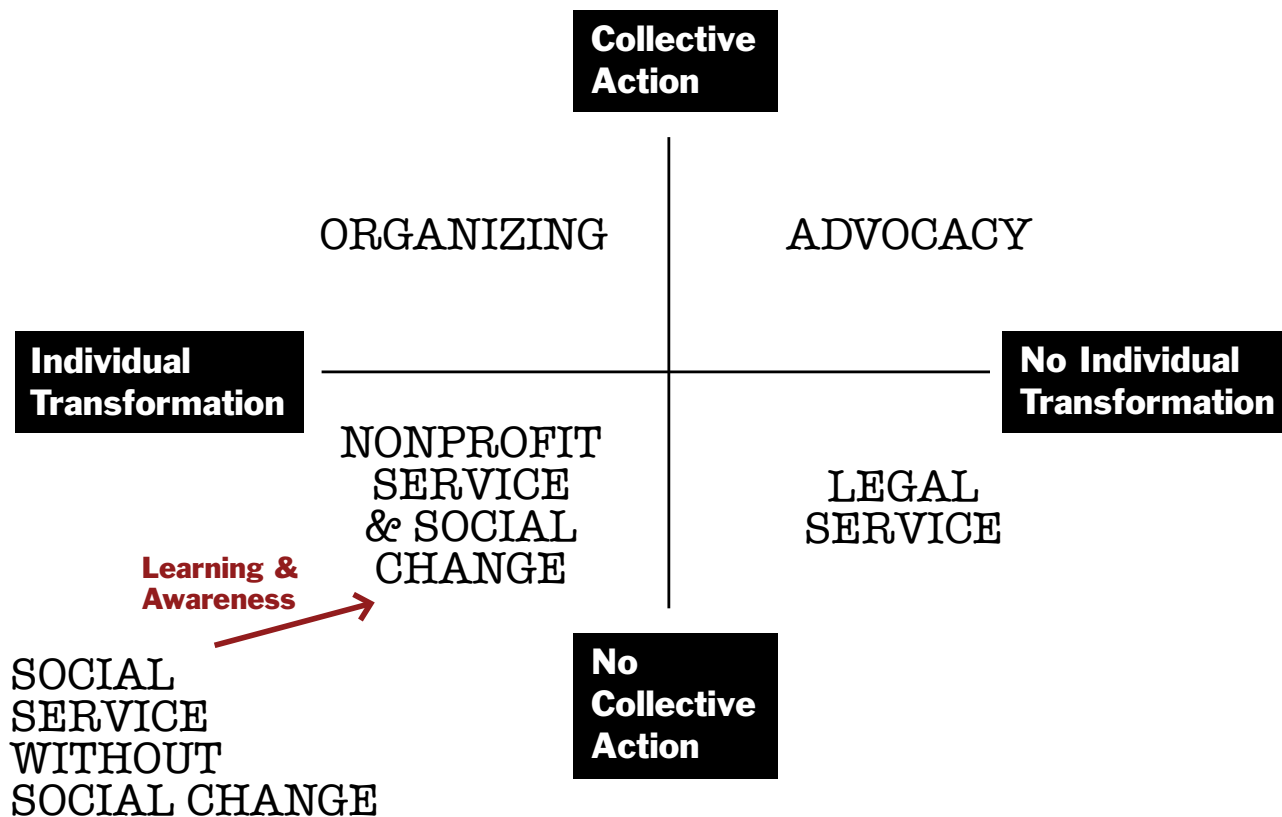 Collective
Action
ORGANIZING
ADVOCACY
Individual
Transformation
No Individual
Transformation
NONPROFIT
SERVICE
& SOCIAL
CHANGE
LEGAL
SERVICE
Learning &
Awareness
No
Collective
Action
SOCIAL
SERVICE
WITHOUT
SOCIAL CHANGE